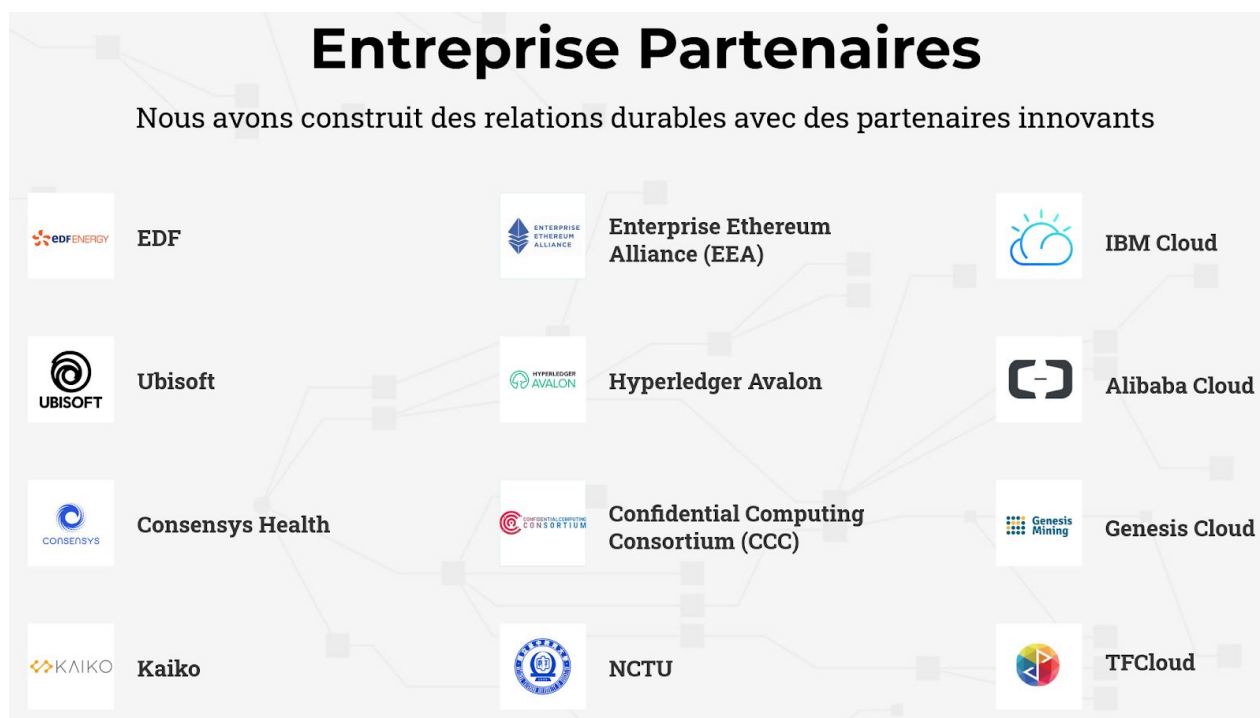 Entreprise Partenaires
Nous avons construit des relations durables avec des partenaires innovants
eDF ENERGY
EDF
ENTERPRISE
ETHEREUM
ALLIANCE
Enterprise Ethereum
Alliance (EEA)
IBM Cloud
UBISOFT
Ubisoft
HYPERLEDGER
AVALON
Hyperledger Avalon
Alibaba Cloud
CONSENSYS
Consensys Health
CONFIDENTIAL COMPUTING
CONSORTIUM
Confidential Computing
Consortium (CCC)
Genesis
Mining
Genesis Cloud
KAIKO
Kaiko
NCTU
TFCloud